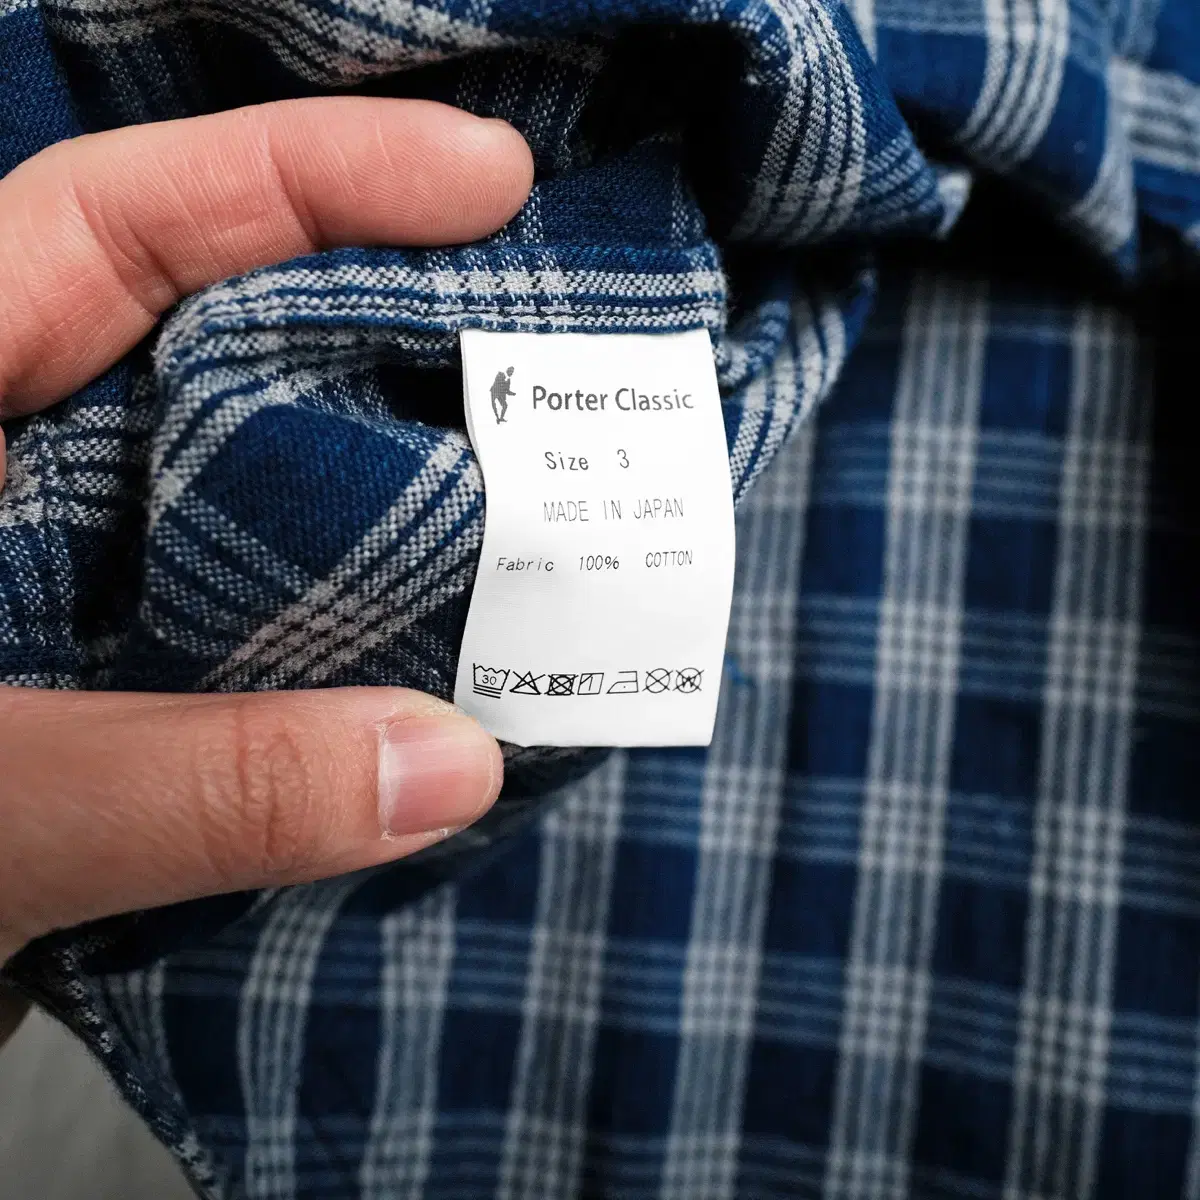 Porter Classic
Size 3
MADE IN JAPAN
Fabric 100% COTTON
30
W